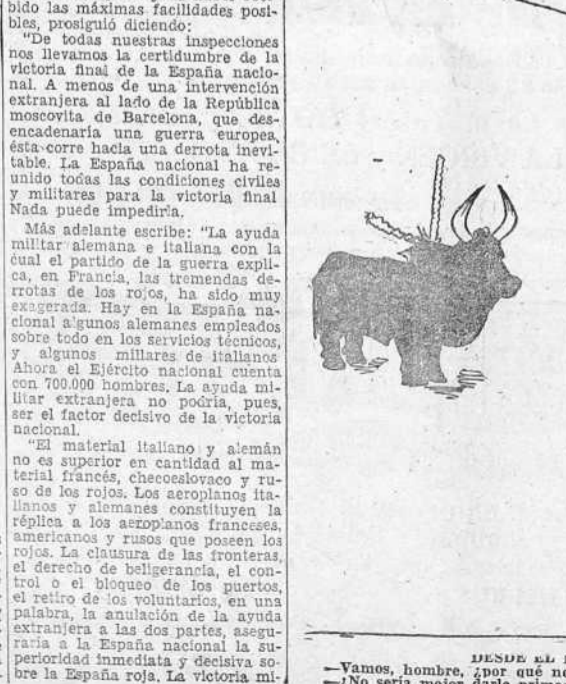 bido las máximas facilidades posi-
bles, prosiguió diciendo:
"De todas nuestras inspecciones
nos llevamos la certidumbre de la
victoria final de la España nacio-
nal. A menos de una intervención
extranjera al lado de la República
moscovita de Barcelona, que des-
encadenaría una guerra europea,
ésta corre hacia una derrota inevi-
table. La España nacional ha re-
unido todas las condiciones civiles
y militares para la victoria final
Nada puede impedirla.
Más adelante escribe: "La ayuda
militar alemana e italiana con la
cual el partido de la guerra expli-
ca, en Francia, las tremendas de-
rrotas de los rojos, ha sido muy
exagerada. Hay en la España na-
cional algunos alemanes empleados
sobre todo en los servicios técnicos,
y algunos millares de italianos
Ahora el Ejército nacional cuenta
con 700.000 hombres. La ayuda mi-
litar extranjera no podría, pues,
ser el factor decisivo de la victoria
nacional.
"El material italiano y alemán
no es superior en cantidad al ma-
terial francés, checoeslovaco y ru-
so de los rojos. Los aeroplanos ita-
lianos y alemanes constituyen la
réplica a los aeroplanos franceses,
americanos y rusos que poseen los
rojos. La clausura de las fronteras,
el derecho de beligerancia, el con-
trol o el bloqueo de los puertos,
el retiro de los voluntarios, en una
palabra, la anulación de la ayuda
extranjera a las dos partes, asegu-
raría a la España nacional la su-
perioridad inmediata y decisiva so-
bre la España roja. La victoria mi-
DESDE EL
—Vamos, hombre, ¿por qué no